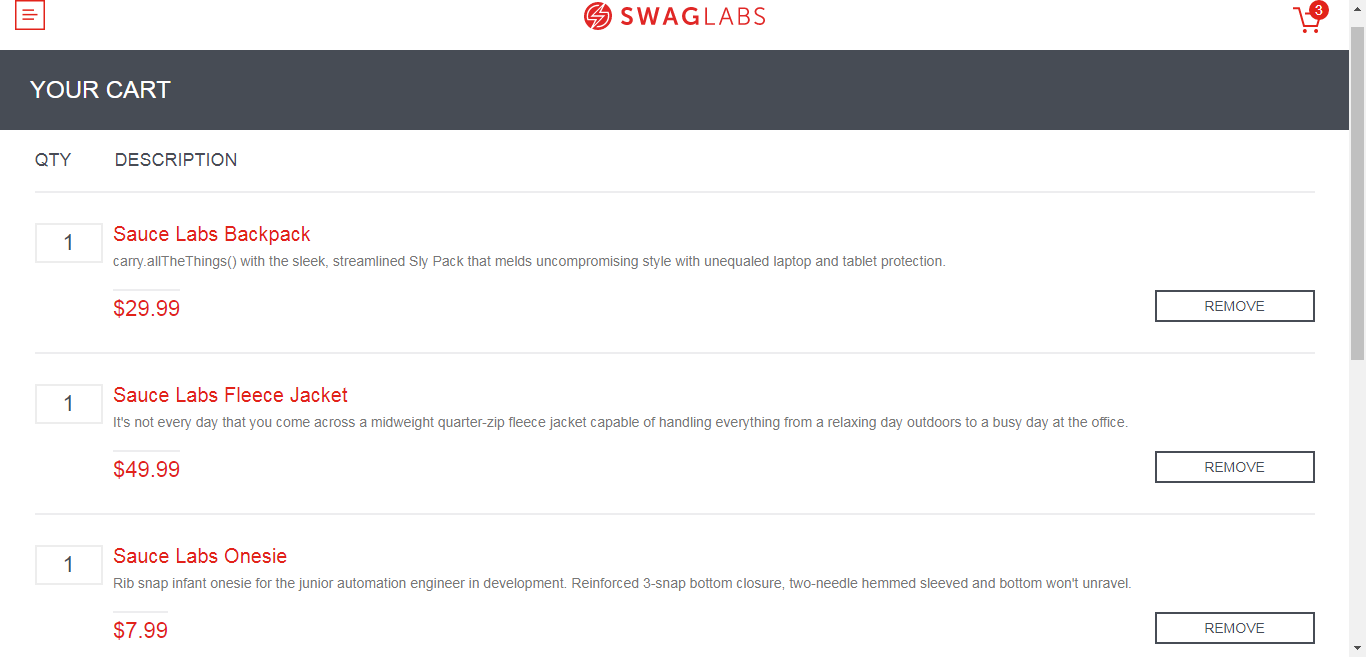 SWAGLABS
3
YOUR CART
QTY DESCRIPTION
1 Sauce Labs Backpack
carry.allTheThings() with the sleek, streamlined Sly Pack that melds uncompromising style with unequaled laptop and tablet protection.
$29.99 REMOVE
1 Sauce Labs Fleece Jacket
It's not every day that you come across a midweight quarter-zip fleece jacket capable of handling everything from a relaxing day outdoors to a busy day at the office.
$49.99 REMOVE
1 Sauce Labs Onesie
Rib snap infant onesie for the junior automation engineer in development. Reinforced 3-snap bottom closure, two-needle hemmed sleeved and bottom won't unravel.
$7.99 REMOVE